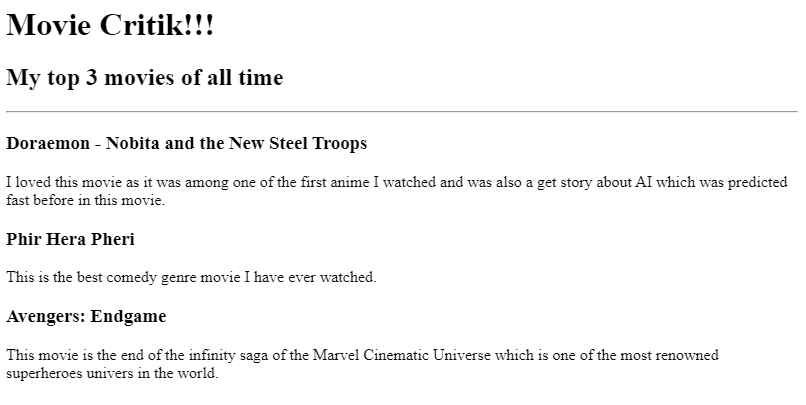 Movie Critik!!!
My top 3 movies of all time
Doraemon - Nobita and the New Steel Troops
I loved this movie as it was among one of the first anime I watched and was also a get story about AI which was predicted
fast before in this movie.
Phir Hera Pheri
This is the best comedy genre movie I have ever watched.
Avengers: Endgame
This movie is the end of the infinity saga of the Marvel Cinematic Universe which is one of the most renowned
superheroes univers in the world.